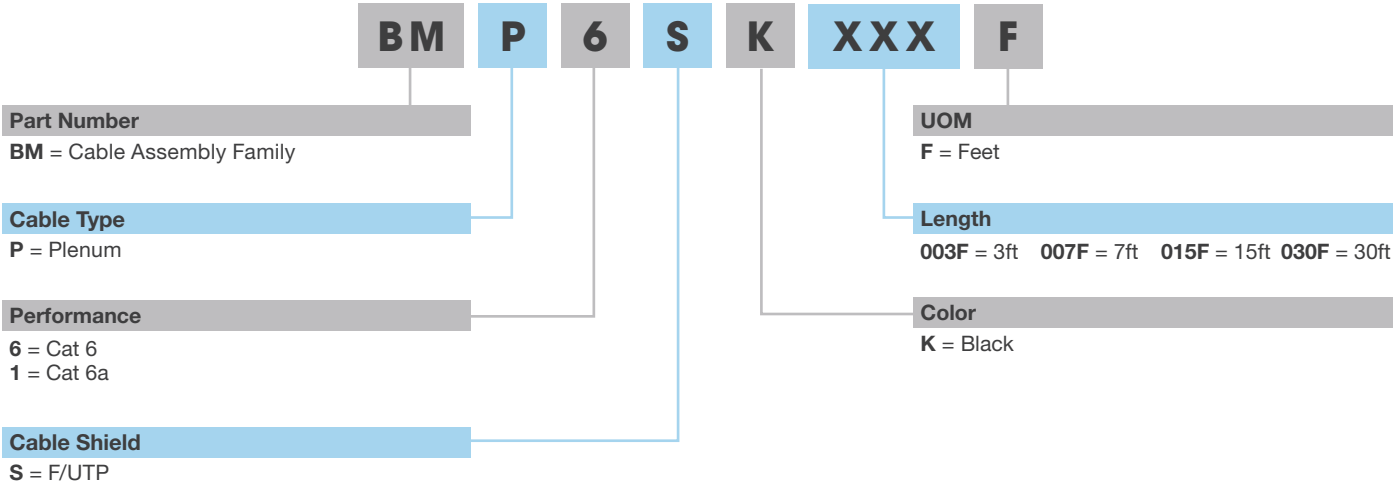 BM P 6 S K XXX F
Part Number
BM = Cable Assembly Family
Cable Type
P = Plenum
Performance
6 = Cat 6
1 = Cat 6a
Cable Shield
S = F/UTP
UOM
F = Feet
Length
003F = 3ft 007F = 7ft 015F = 15ft 030F = 30ft
Color
K = Black